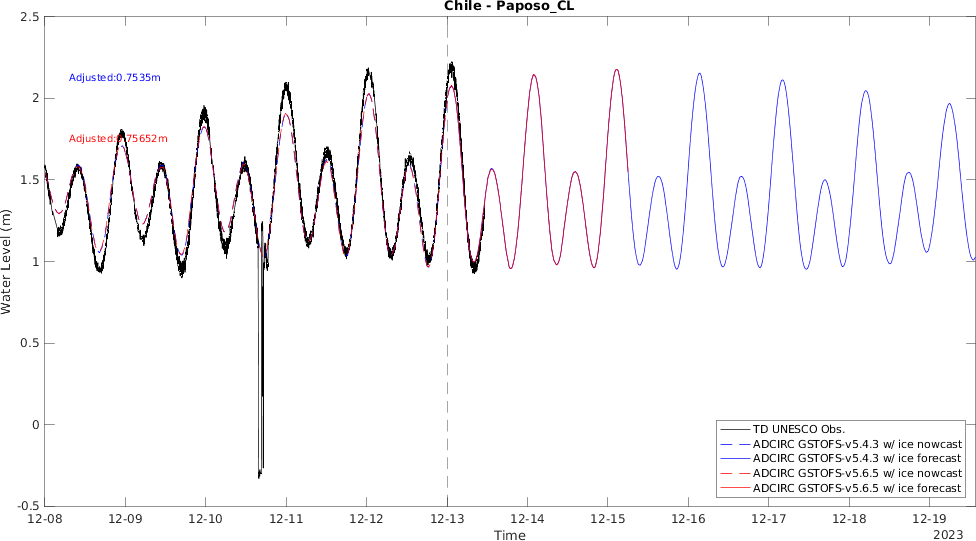 Chile - Paposo_CL
Adjusted:0.7535m
Adjusted:0.75652m
Water Level (m)
2.5
2
1.5
1
0.5
0
-0.5
12-08
12-09
12-10
12-11
12-12
12-13
12-14
12-15
12-16
12-17
12-18
12-19
Time
2023
TD UNESCO Obs.
ADCIRC GSTOFS-v5.4.3 w/ ice nowcast
ADCIRC GSTOFS-v5.4.3 w/ ice forecast
ADCIRC GSTOFS-v5.6.5 w/ ice nowcast
ADCIRC GSTOFS-v5.6.5 w/ ice forecast